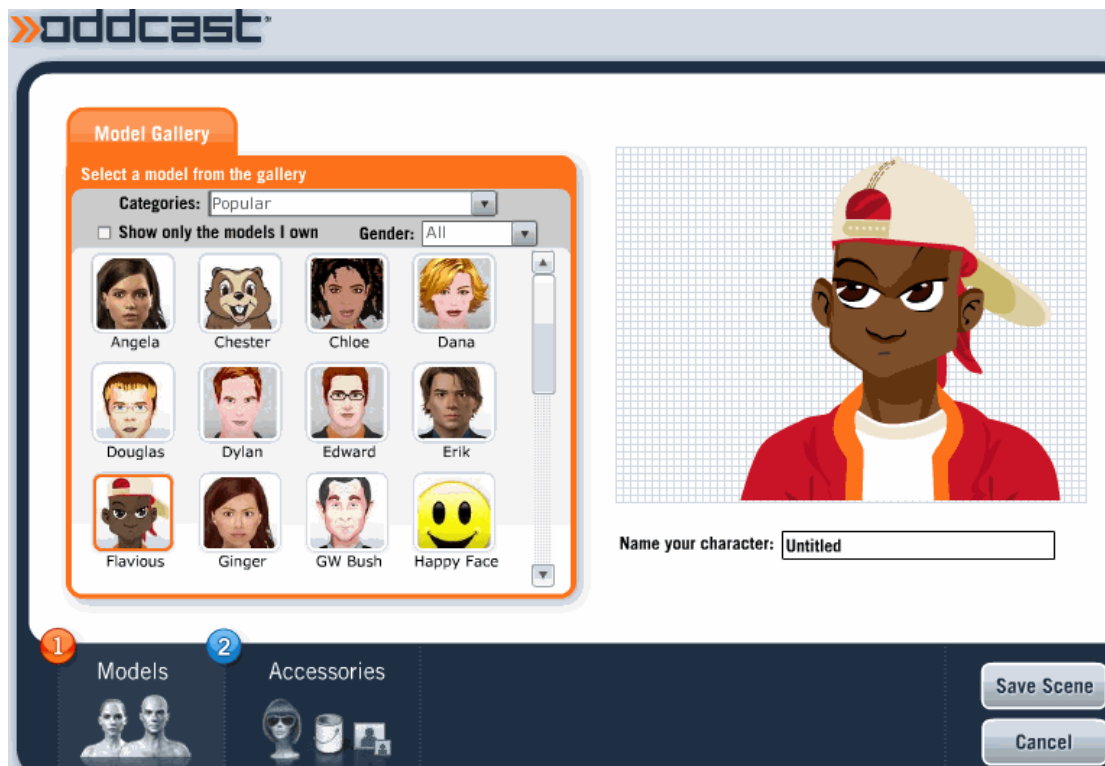 oddcast
Model Gallery
Select a model from the gallery
Categories: Popular
Show only the models I own Gender: All
Angela Chester Chloe Dana
Douglas Dylan Edward Erik
Flavious Ginger GW Bush Happy Face
Name your character: Untitled
1 2
Models Accessories
Save Scene
Cancel